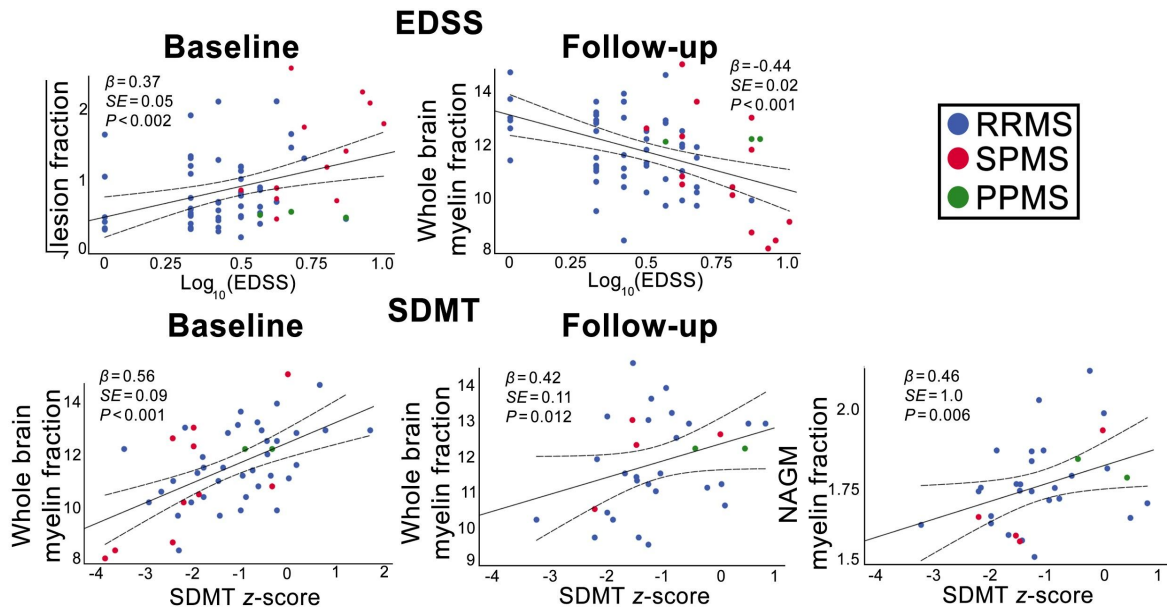 EDSS
Baseline
β=0.37
SE=0.05
P<0.002
√lesion fraction
2
1
0
0
0.25
0.5
0.75
1.0
Log10(EDSS)
Follow-up
β=-0.44
SE=0.02
P<0.001
Whole brain
myelin fraction
14
12
10
8
0
0.25
0.5
0.75
1.0
Log10(EDSS)
RRMS
SPMS
PPMS
SDMT
Baseline
β=0.56
SE=0.09
P<0.001
Whole brain
myelin fraction
14
12
11
10
8
-4
-3
-2
-1
0
1
2
SDMT z-score
Follow-up
β=0.42
SE=0.11
P=0.012
Whole brain
myelin fraction
14
13
12
11
10
9
-4
-3
-2
-1
0
1
SDMT z-score
β=0.46
SE=1.0
P=0.006
NAGM
myelin fraction
2.0
1.75
1.5
-4
-3
-2
-1
0
1
SDMT z-score